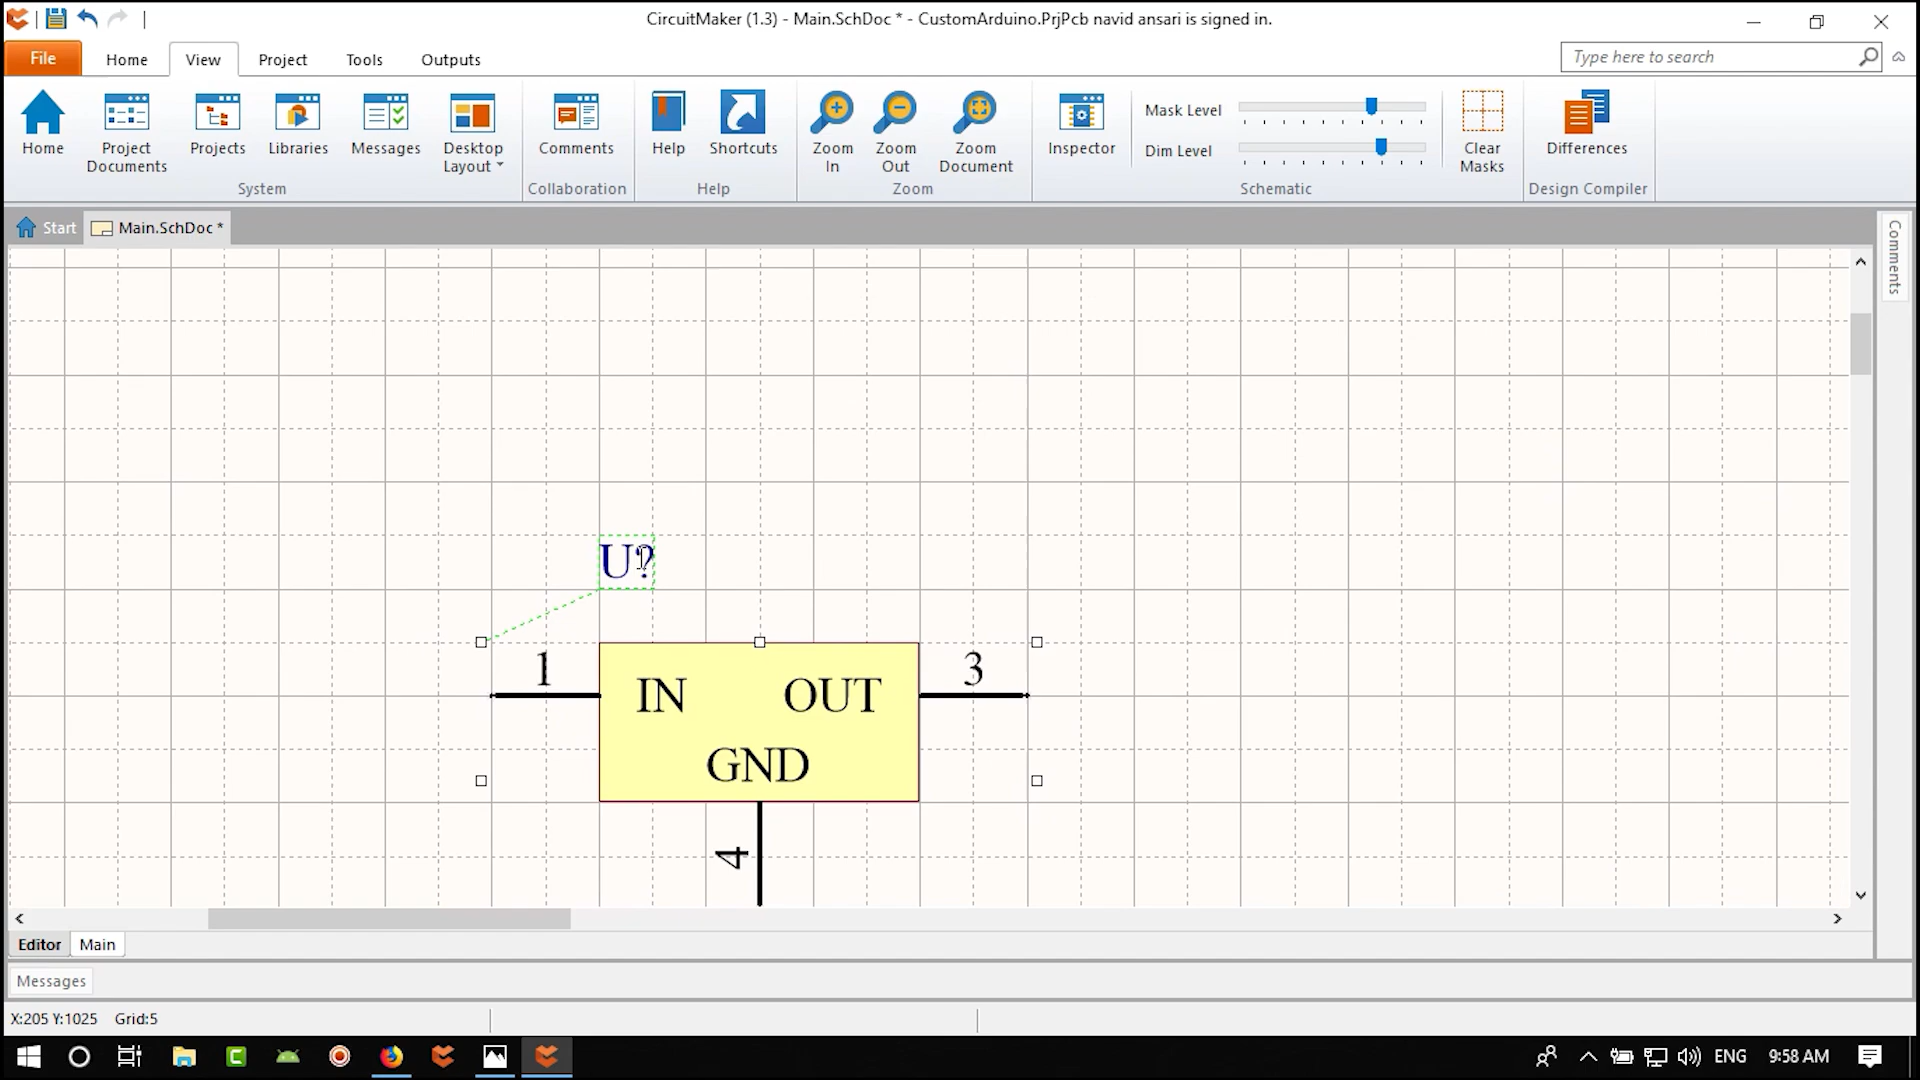 CircuitMaker (1.3) - Main.SchDoc * - CustomArduino.PrjPcb navid ansari is signed in.
File Home View Project Tools Outputs
Type here to search
Home
Project Documents
Projects
Libraries
Messages
Desktop Layout
System
Comments
Collaboration
Help
Shortcuts
Help
Zoom In
Zoom Out
Zoom Document
Zoom
Inspector
Mask Level
Dim Level
Clear Masks
Schematic
Differences
Design Compiler
Start
Main.SchDoc *
Comments
U?
1
IN OUT
3
GND
4
Editor Main
Messages
X:205 Y:1025 Grid:5
ENG 9:58 AM